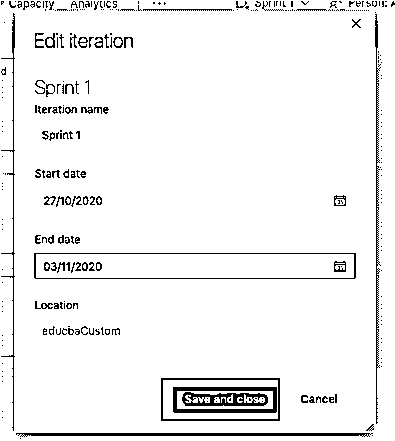 Capacity Analytics Sprint 1 Person:
Edit iteration
Sprint 1
Iteration name
Sprint 1
Start date
27/10/2020
End date
03/11/2020
Location
educbaCustom
Save and close Cancel